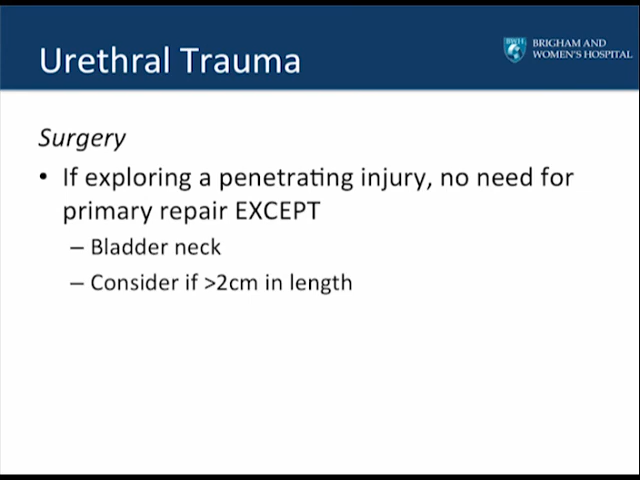 Urethral Trauma
BRIGHAM AND
WOMEN'S HOSPITAL
Surgery
• If exploring a penetrating injury, no need for
primary repair EXCEPT
– Bladder neck
– Consider if >2cm in length